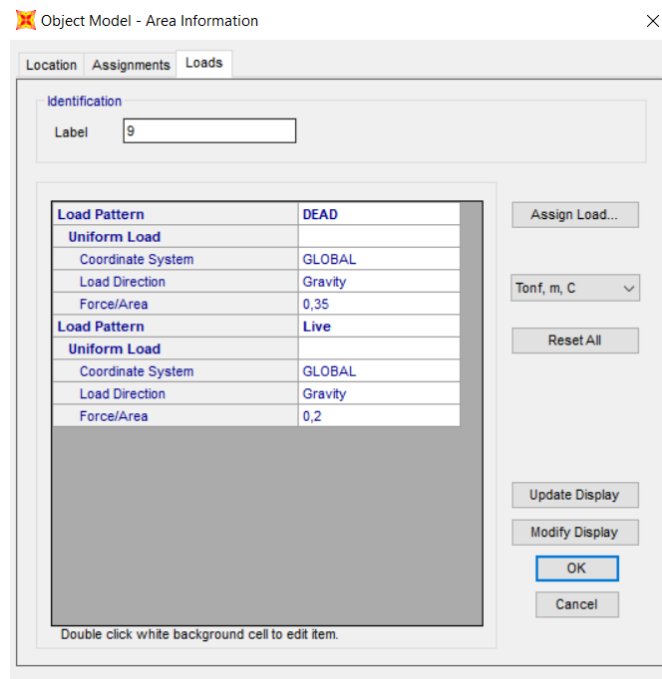 Object Model - Area Information
Location Assignments Loads
Identification
Label 9
Load Pattern DEAD
Uniform Load
Coordinate System GLOBAL
Load Direction Gravity
Force/Area 0,35
Load Pattern Live
Uniform Load
Coordinate System GLOBAL
Load Direction Gravity
Force/Area 0,2
Double click white background cell to edit item.
Assign Load...
Tonf, m, C
Reset All
Update Display
Modify Display
OK
Cancel